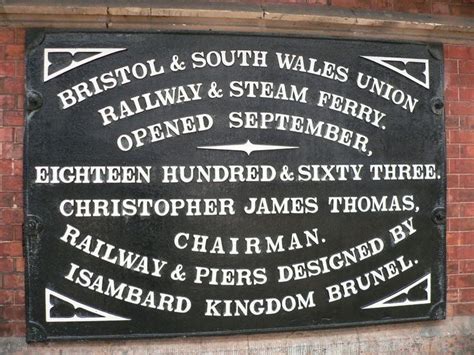 BRISTOL & SOUTH WALES UNION
RAILWAY & STEAM FERRY.
OPENED SEPTEMBER,
EIGHTEEN HUNDRED & SIXTY THREE.
CHRISTOPHER JAMES THOMAS,
CHAIRMAN.
RAILWAY & PIERS DESIGNED BY
ISAMBARD KINGDOM BRUNEL.